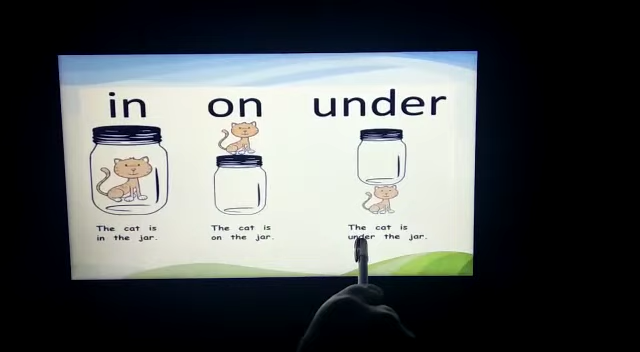 in on under
The cat is
in the jar.
The cat is
on the jar.
The cat is
under the jar.